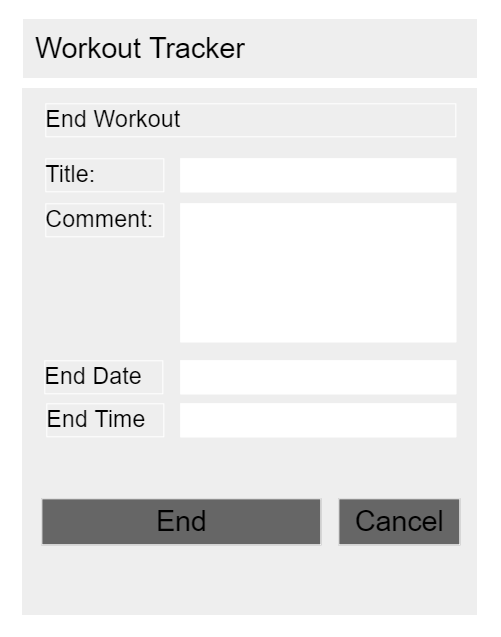 Workout Tracker
End Workout
Title:
Comment:
End Date
End Time
End
Cancel